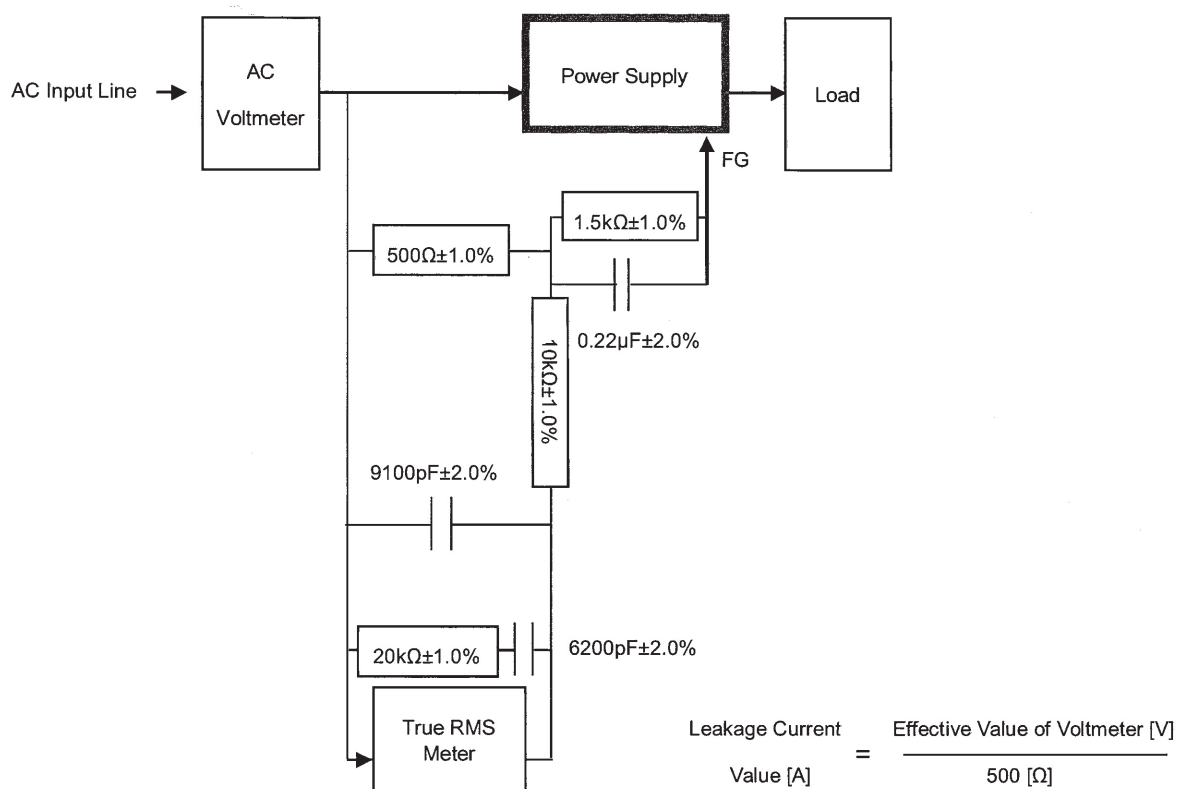 AC Input Line
AC
Voltmeter
Power Supply
Load
FG
1.5kΩ±1.0%
500Ω±1.0%
0.22μF±2.0%
10kΩ±1.0%
9100pF±2.0%
20kΩ±1.0%
6200pF±2.0%
True RMS
Meter
Leakage Current
Value [A]
=
Effective Value of Voltmeter [V]
500 [Ω]